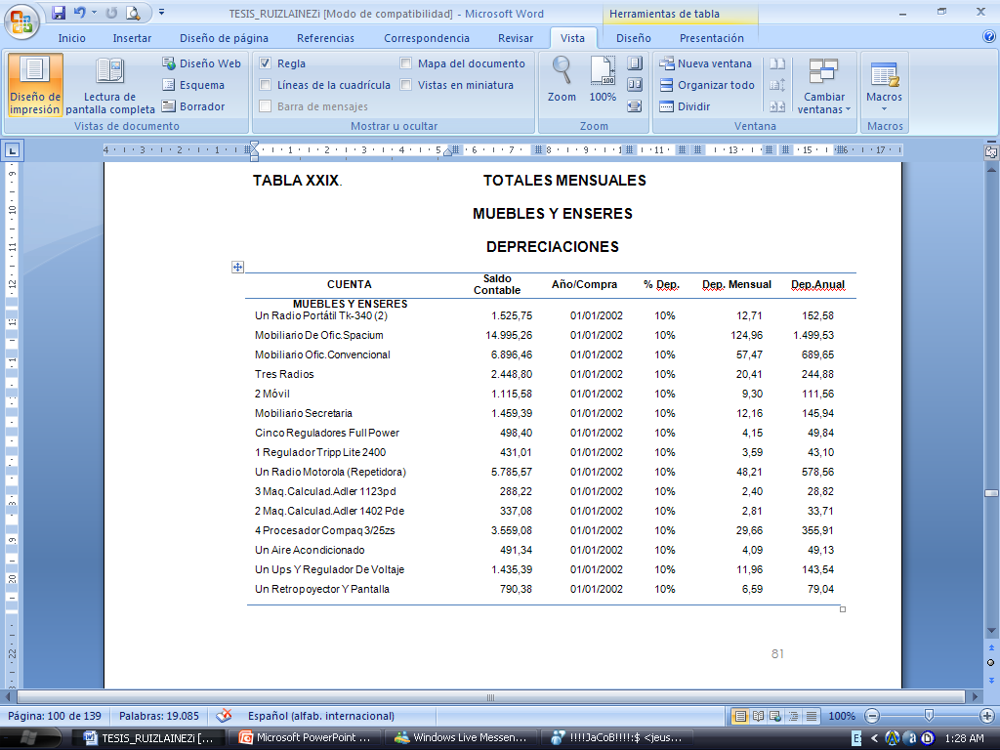 TESIS_RUIZLAINEZi [Modo de compatibilidad] - Microsoft Word
Herramientas de tabla
Inicio Insertar Diseño de página Referencias Correspondencia Revisar Vista Diseño Presentación
Diseño de impresión
Lectura de pantalla completa
Diseño Web
Esquema
Borrador
Vistas de documento
Regla
Líneas de la cuadrícula
Barra de mensajes
Mapa del documento
Vistas en miniatura
Mostrar u ocultar
Zoom
100%
Zoom
Nueva ventana
Organizar todo
Dividir
Cambiar ventanas
Ventana
Macros
Macros
TABLA XXIX. TOTALES MENSUALES
MUEBLES Y ENSERES
DEPRECIACIONES
CUENTA Saldo Contable Año/Compra % Dep. Dep. Mensual Dep.Anual
MUEBLES Y ENSERES
Un Radio Portátil Tk-340 (2) 1.525,75 01/01/2002 10% 12,71 152,58
Mobiliario De Ofic.Spacium 14.995,26 01/01/2002 10% 124,96 1.499,53
Mobiliario Ofic.Convencional 6.896,46 01/01/2002 10% 57,47 689,65
Tres Radios 2.448,80 01/01/2002 10% 20,41 244,88
2 Móvil 1.115,58 01/01/2002 10% 9,30 111,56
Mobiliario Secretaria 1.459,39 01/01/2002 10% 12,16 145,94
Cinco Reguladores Full Power 498,40 01/01/2002 10% 4,15 49,84
1 Regulador Tripp Lite 2400 431,01 01/01/2002 10% 3,59 43,10
Un Radio Motorola (Repetidora) 5.785,57 01/01/2002 10% 48,21 578,56
3 Maq.Calculad.Adler 1123pd 288,22 01/01/2002 10% 2,40 28,82
2 Maq.Calculad.Adler 1402 Pde 337,08 01/01/2002 10% 2,81 33,71
4 Procesador Compaq 3/25zs 3.559,08 01/01/2002 10% 29,66 355,91
Un Aire Acondicionado 491,34 01/01/2002 10% 4,09 49,13
Un Ups Y Regulador De Voltaje 1.435,39 01/01/2002 10% 11,96 143,54
Un Retropoyector Y Pantalla 790,38 01/01/2002 10% 6,59 79,04
81
Página: 100 de 139 Palabras: 19.085 Español (alfab. internacional) 100%
TESIS_RUIZLAINEZi [... Microsoft PowerPoint ... Windows Live Messen... !!!!JaCoB!!!!:$ <jeus... 1:28 AM